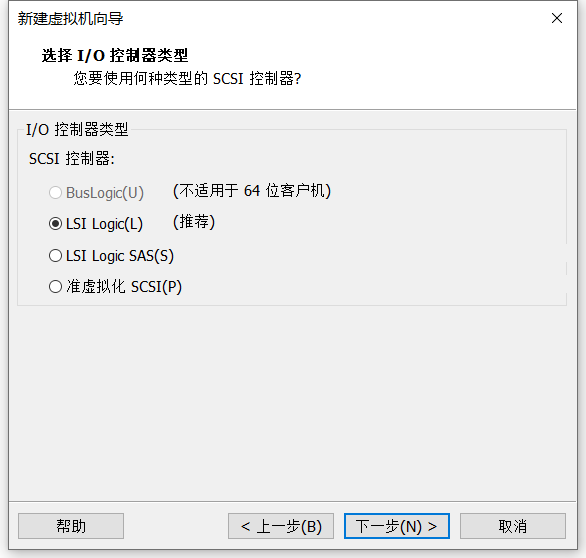 新建虚拟机向导
选择 I/O 控制器类型
您要使用何种类型的 SCSI 控制器?
I/O 控制器类型
SCSI 控制器:
BusLogic(U) (不适用于 64 位客户机)
LSI Logic(L) (推荐)
LSI Logic SAS(S)
准虚拟化 SCSI(P)
帮助 < 上一步(B) 下一步(N) > 取消